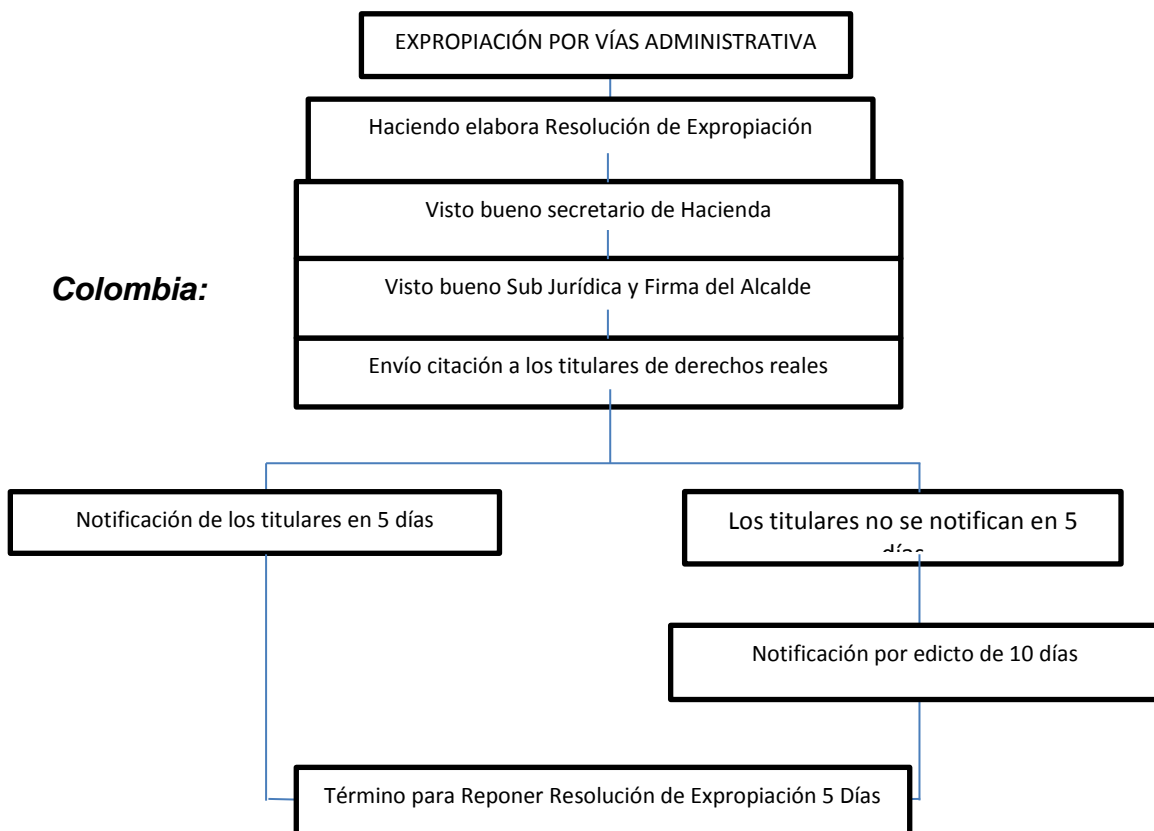 EXPROPIACIÓN POR VÍAS ADMINISTRATIVA
Haciendo elabora Resolución de Expropiación
Visto bueno secretario de Hacienda
Colombia:
Visto bueno Sub Jurídica y Firma del Alcalde
Envío citación a los titulares de derechos reales
Notificación de los titulares en 5 días
Los titulares no se notifican en 5
días
Notificación por edicto de 10 días
Término para Reponer Resolución de Expropiación 5 Días